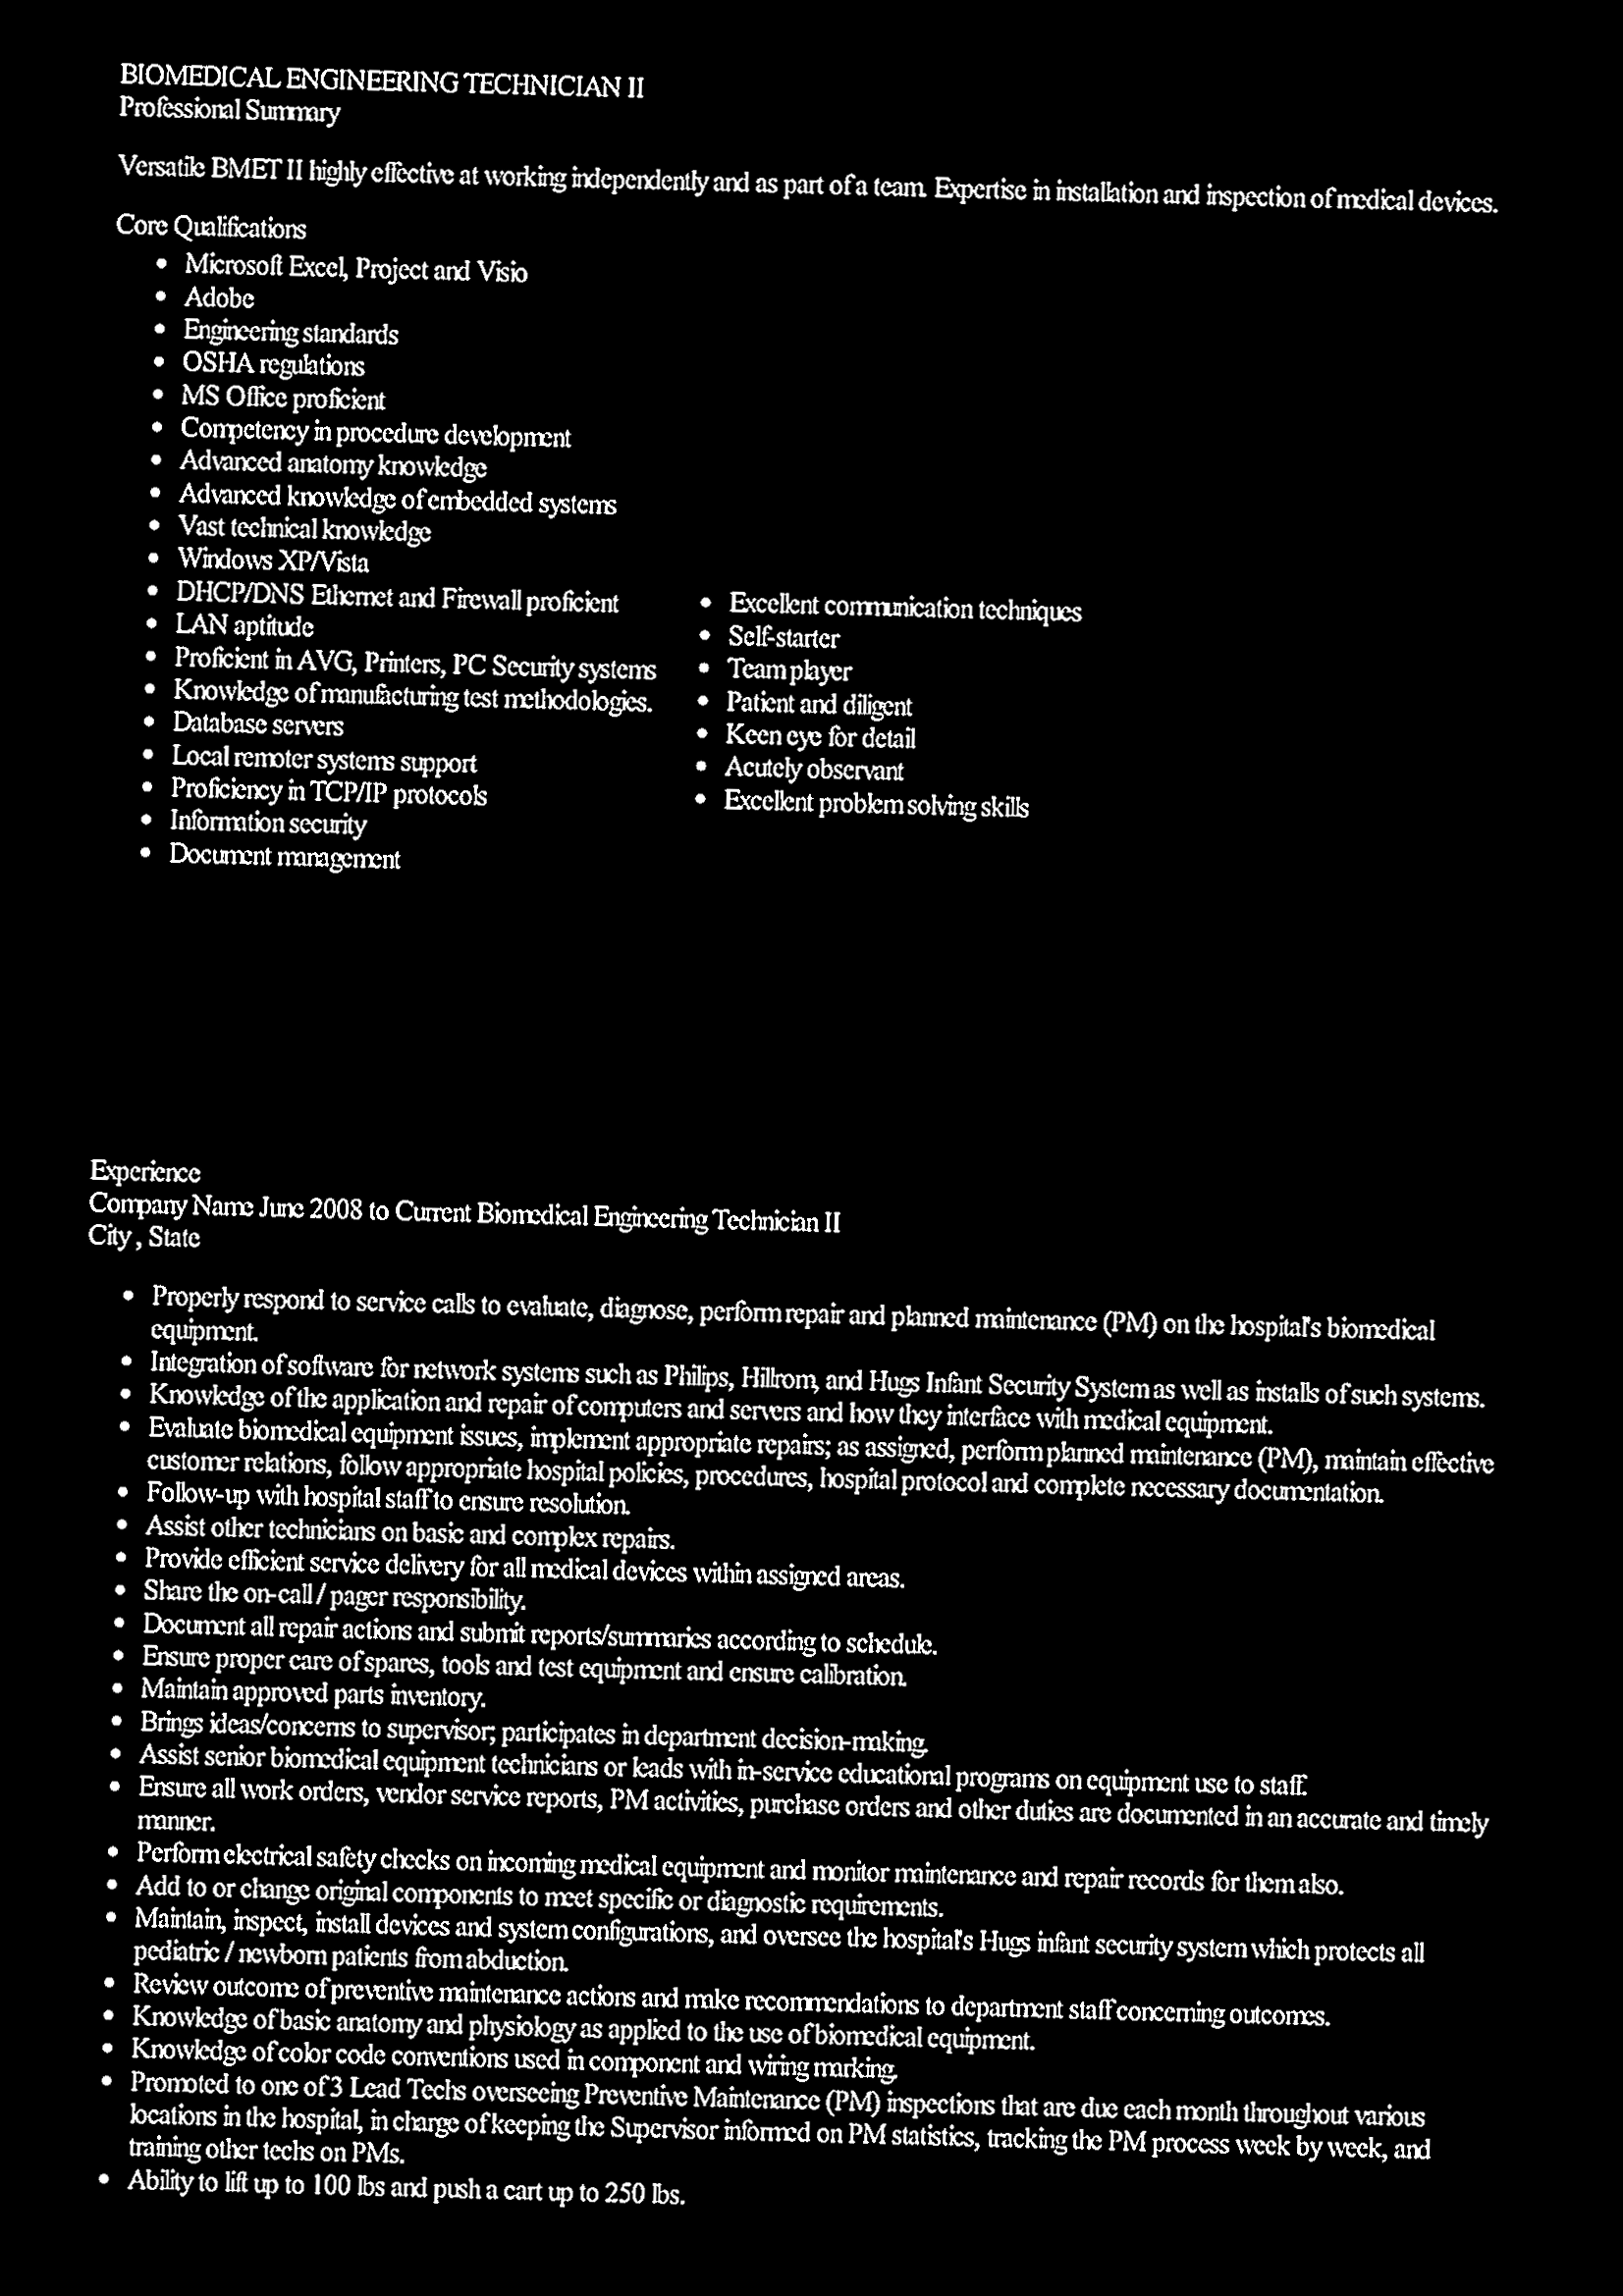 BIOMEDICAL ENGINEERING TECHNICIAN II
Professional Summary
Versatile BMET II highly effective at working independently and as part of a team. Expertise in installation and inspection of medical devices.
Core Qualifications
• Microsoft Excel, Project and Visio
• Adobe
• Engineering standards
• OSHA regulations
• MS Office proficient
• Competency in procedure development
• Advanced anatomy knowledge
• Advanced knowledge of embedded systems
• Vast technical knowledge
• Windows XP/Vista
• DHCP/DNS Ethernet and Firewall proficient
• LAN aptitude
• Proficient in AVG, Printers, PC Security systems
• Knowledge of manufacturing test methodologies.
• Database servers
• Local remoter systems support
• Proficiency in TCP/IP protocols
• Information security
• Document management
• Excellent communication techniques
• Self-starter
• Team player
• Patient and diligent
• Keen eye for detail
• Acutely observant
• Excellent problem solving skills
Experience
Company Name June 2008 to Current Biomedical Engineering Technician II
City , State
• Properly respond to service calls to evaluate, diagnose, perform repair and planned maintenance (PM) on the hospital's biomedical
equipment.
• Integration of software for network systems such as Philips, Hillrom, and Hugs Infant Security System as well as installs of such systems.
• Knowledge of the application and repair of computers and servers and how they interface with medical equipment.
• Evaluate biomedical equipment issues, implement appropriate repairs; as assigned, perform planned maintenance (PM), maintain effective
customer relations, follow appropriate hospital policies, procedures, hospital protocol and complete necessary documentation.
• Follow-up with hospital staff to ensure resolution.
• Assist other technicians on basic and complex repairs.
• Provide efficient service delivery for all medical devices within assigned areas.
• Share the on-call / pager responsibility.
• Document all repair actions and submit reports/summaries according to schedule.
• Ensure proper care of spares, tools and test equipment and ensure calibration.
• Maintain approved parts inventory.
• Brings ideas/concerns to supervisor; participates in department decision-making.
• Assist senior biomedical equipment technicians or leads with in-service educational programs on equipment use to staff.
• Ensure all work orders, vendor service reports, PM activities, purchase orders and other duties are documented in an accurate and timely
manner.
• Perform electrical safety checks on incoming medical equipment and monitor maintenance and repair records for them also.
• Add to or change original components to meet specific or diagnostic requirements.
• Maintain, inspect, install devices and system configurations, and oversee the hospital's Hugs infant security system which protects all
pediatric / newborn patients from abduction.
• Review outcome of preventive maintenance actions and make recommendations to department staff concerning outcomes.
• Knowledge of basic anatomy and physiology as applied to the use of biomedical equipment.
• Knowledge of color code conventions used in component and wiring marking.
• Promoted to one of 3 Lead Techs overseeing Preventive Maintenance (PM) inspections that are due each month throughout various
locations in the hospital, in charge of keeping the Supervisor informed on PM statistics, tracking the PM process week by week, and
training other techs on PMs.
• Ability to lift up to 100 lbs and push a cart up to 250 lbs.